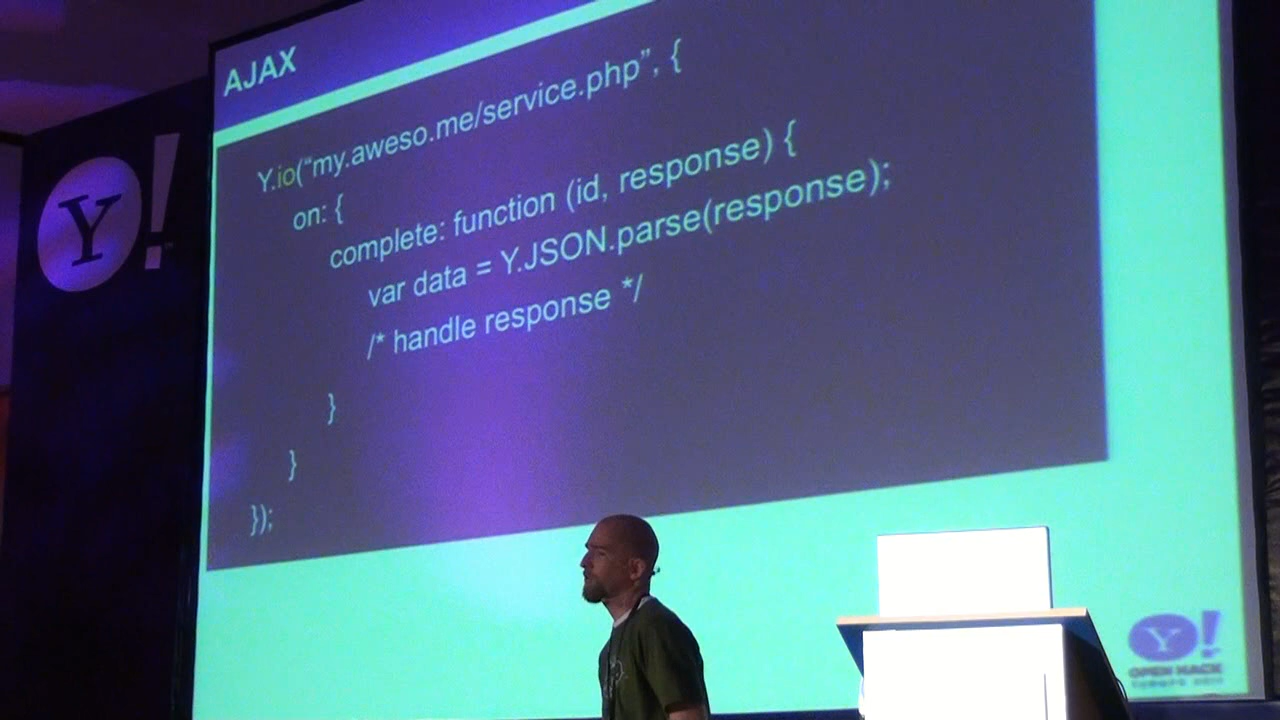 AJAX
Y.io(“my.aweso.me/service.php”, {
on: {
complete: function (id, response) {
var data = Y.JSON.parse(response);
/* handle response */
}
}
});
Y!
Y!
OPEN HACK